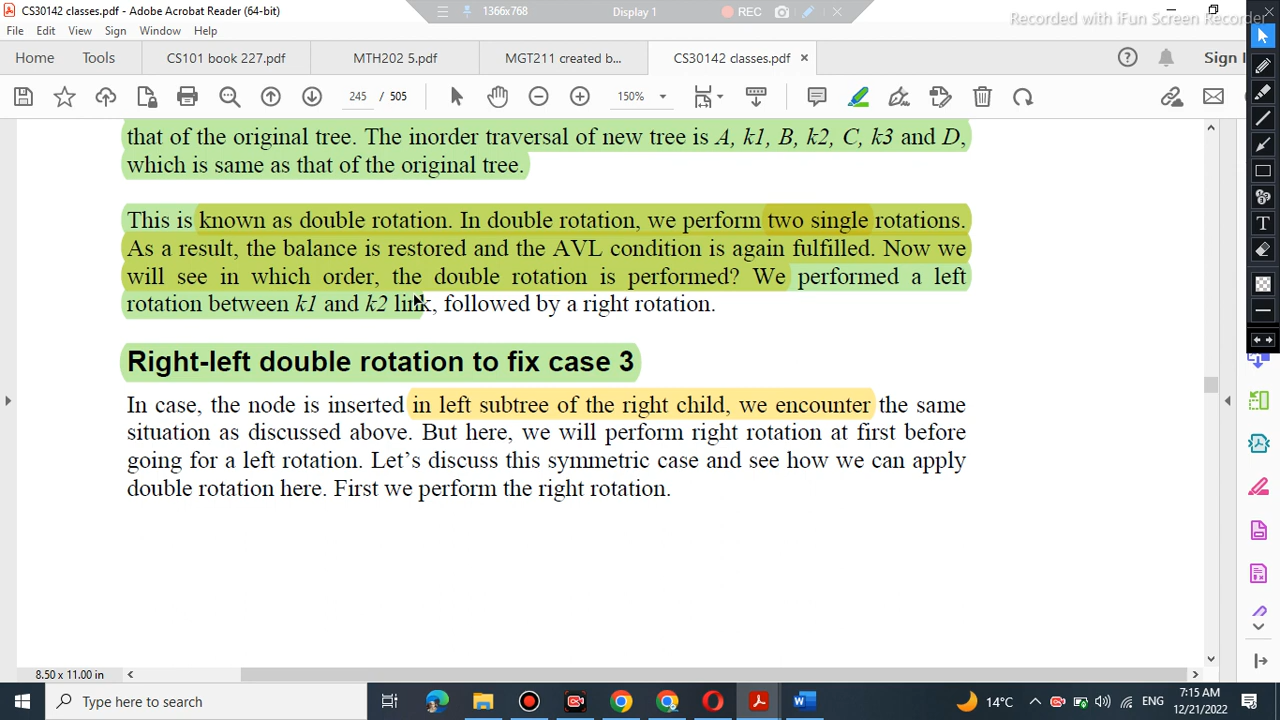 CS30142 classes.pdf - Adobe Acrobat Reader (64-bit)
1366x768
Display 1
REC
Recorded with iFun Screen Recorder
File Edit View Sign Window Help
Home
Tools
CS101 book 227.pdf
MTH202 5.pdf
MGT211 created b...
CS30142 classes.pdf
Sign I
245 / 505
150%
that of the original tree. The inorder traversal of new tree is A, k1, B, k2, C, k3 and D,
which is same as that of the original tree.
This is known as double rotation. In double rotation, we perform two single rotations.
As a result, the balance is restored and the AVL condition is again fulfilled. Now we
will see in which order, the double rotation is performed? We performed a left
rotation between k1 and k2 link, followed by a right rotation.
Right-left double rotation to fix case 3
In case, the node is inserted in left subtree of the right child, we encounter the same
situation as discussed above. But here, we will perform right rotation at first before
going for a left rotation. Let’s discuss this symmetric case and see how we can apply
double rotation here. First we perform the right rotation.
8.50 x 11.00 in
Type here to search
14°C
ENG
7:15 AM
12/21/2022